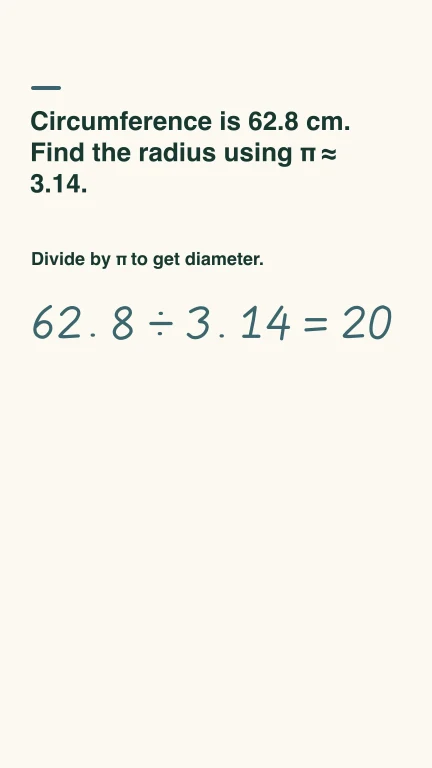 Circumference is 62.8 cm.
Find the radius using π ≈
3.14.
Divide by π to get diameter.
62.8 ÷ 3.14 = 20